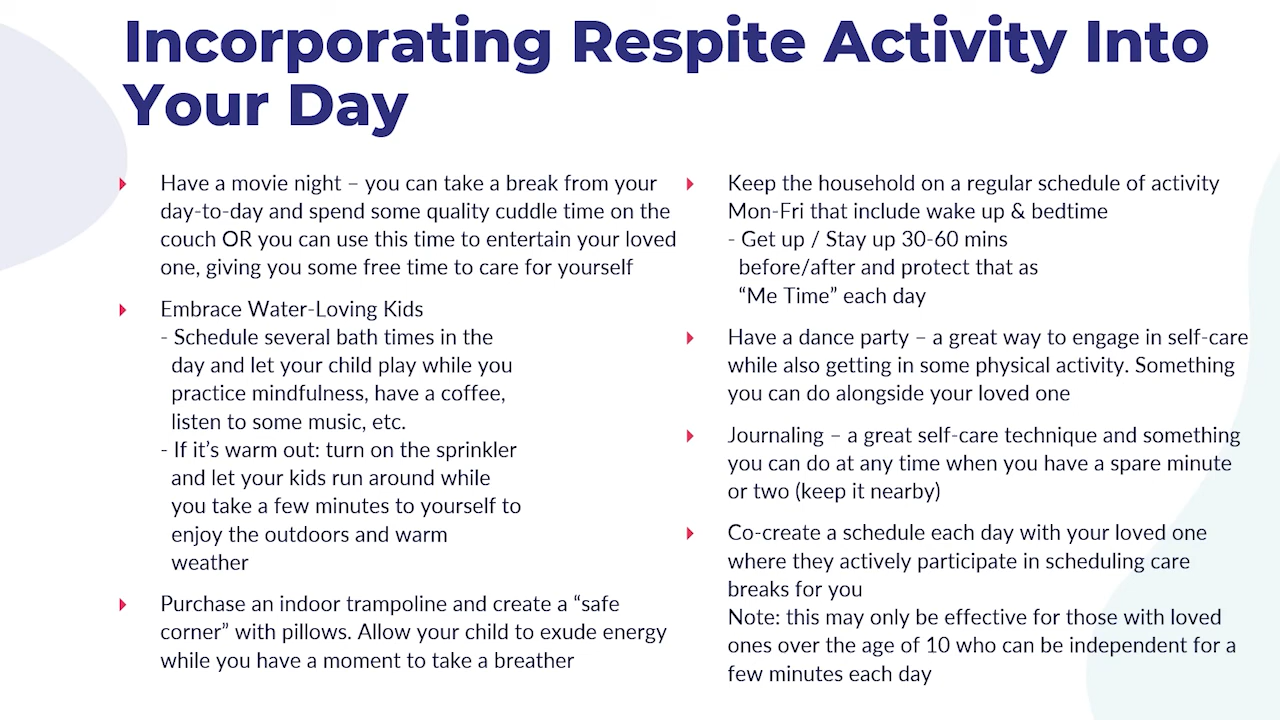 Incorporating Respite Activity Into
Your Day
Have a movie night – you can take a break from your
day-to-day and spend some quality cuddle time on the
couch OR you can use this time to entertain your loved
one, giving you some free time to care for yourself
Embrace Water-Loving Kids
- Schedule several bath times in the
day and let your child play while you
practice mindfulness, have a coffee,
listen to some music, etc.
- If it’s warm out: turn on the sprinkler
and let your kids run around while
you take a few minutes to yourself to
enjoy the outdoors and warm
weather
Purchase an indoor trampoline and create a “safe
corner” with pillows. Allow your child to exude energy
while you have a moment to take a breather
Keep the household on a regular schedule of activity
Mon-Fri that include wake up & bedtime
- Get up / Stay up 30-60 mins
before/after and protect that as
“Me Time” each day
Have a dance party – a great way to engage in self-care
while also getting in some physical activity. Something
you can do alongside your loved one
Journaling – a great self-care technique and something
you can do at any time when you have a spare minute
or two (keep it nearby)
Co-create a schedule each day with your loved one
where they actively participate in scheduling care
breaks for you
Note: this may only be effective for those with loved
ones over the age of 10 who can be independent for a
few minutes each day